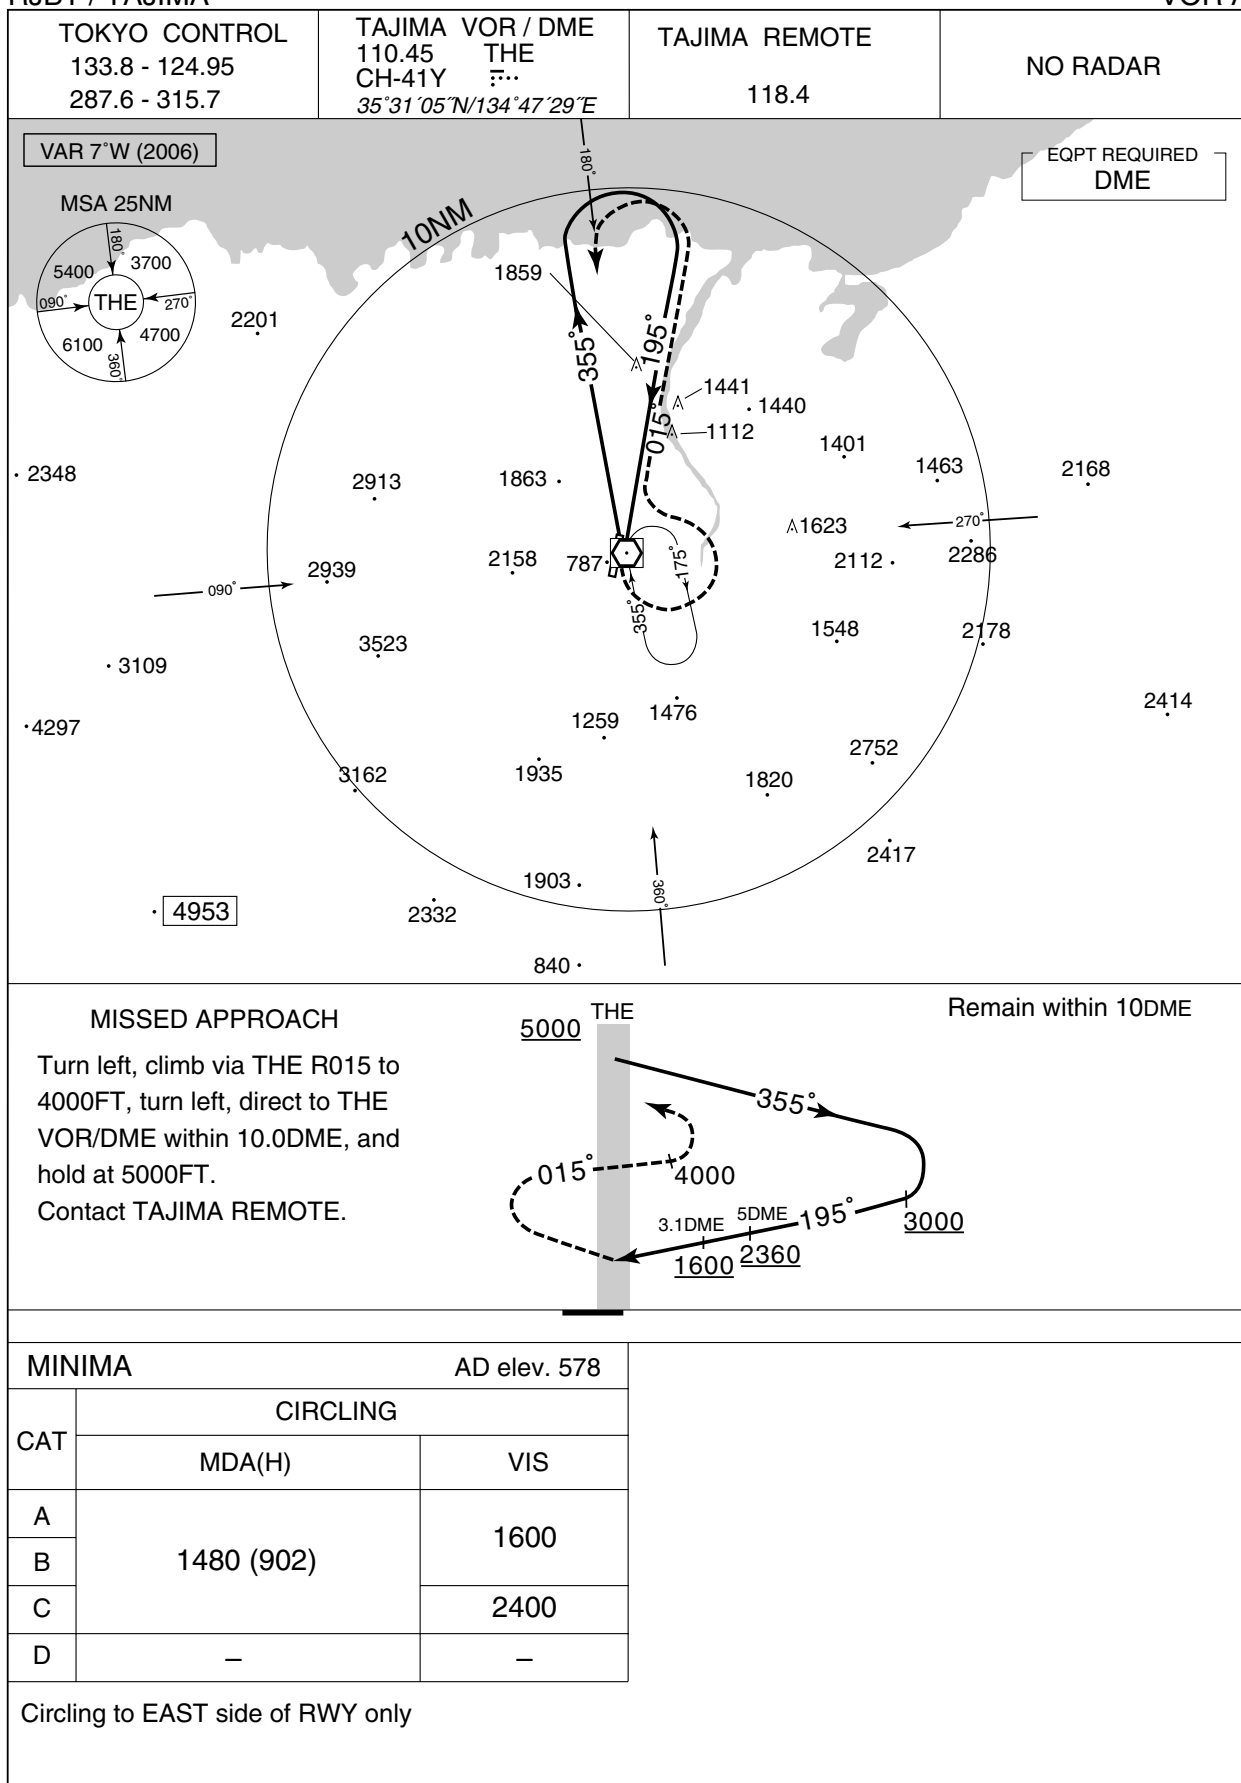 TOKYO CONTROL
133.8 - 124.95
287.6 - 315.7
TAJIMA VOR / DME
110.45 THE
CH-41Y
35°31´05˝N/134°47´29˝E
TAJIMA REMOTE
118.4
NO RADAR
VAR 7°W (2006)
EQPT REQUIRED
DME
MSA 25NM
180°
5400
3700
090°
THE
270°
6100
4700
360°
10NM
180°
1859
2201
355°
195°
015°
1441
1440
1112
1401
1463
2168
2348
2913
1863
1623
270°
2158
787
2112
2286
2939
090°
175°
355°
1548
2178
3523
3109
1476
2414
1259
4297
2752
1935
3162
1820
2417
1903
360°
4953
2332
840
MISSED APPROACH
Turn left, climb via THE R015 to
4000FT, turn left, direct to THE
VOR/DME within 10.0DME, and
hold at 5000FT.
Contact TAJIMA REMOTE.
THE
5000
Remain within 10DME
355°
015°
4000
3.1DME
5DME
195°
3000
1600
2360
MINIMA AD elev. 578
CAT
CIRCLING
MDA(H) VIS
A
1480 (902)
1600
B
C
2400
D – –
Circling to EAST side of RWY only